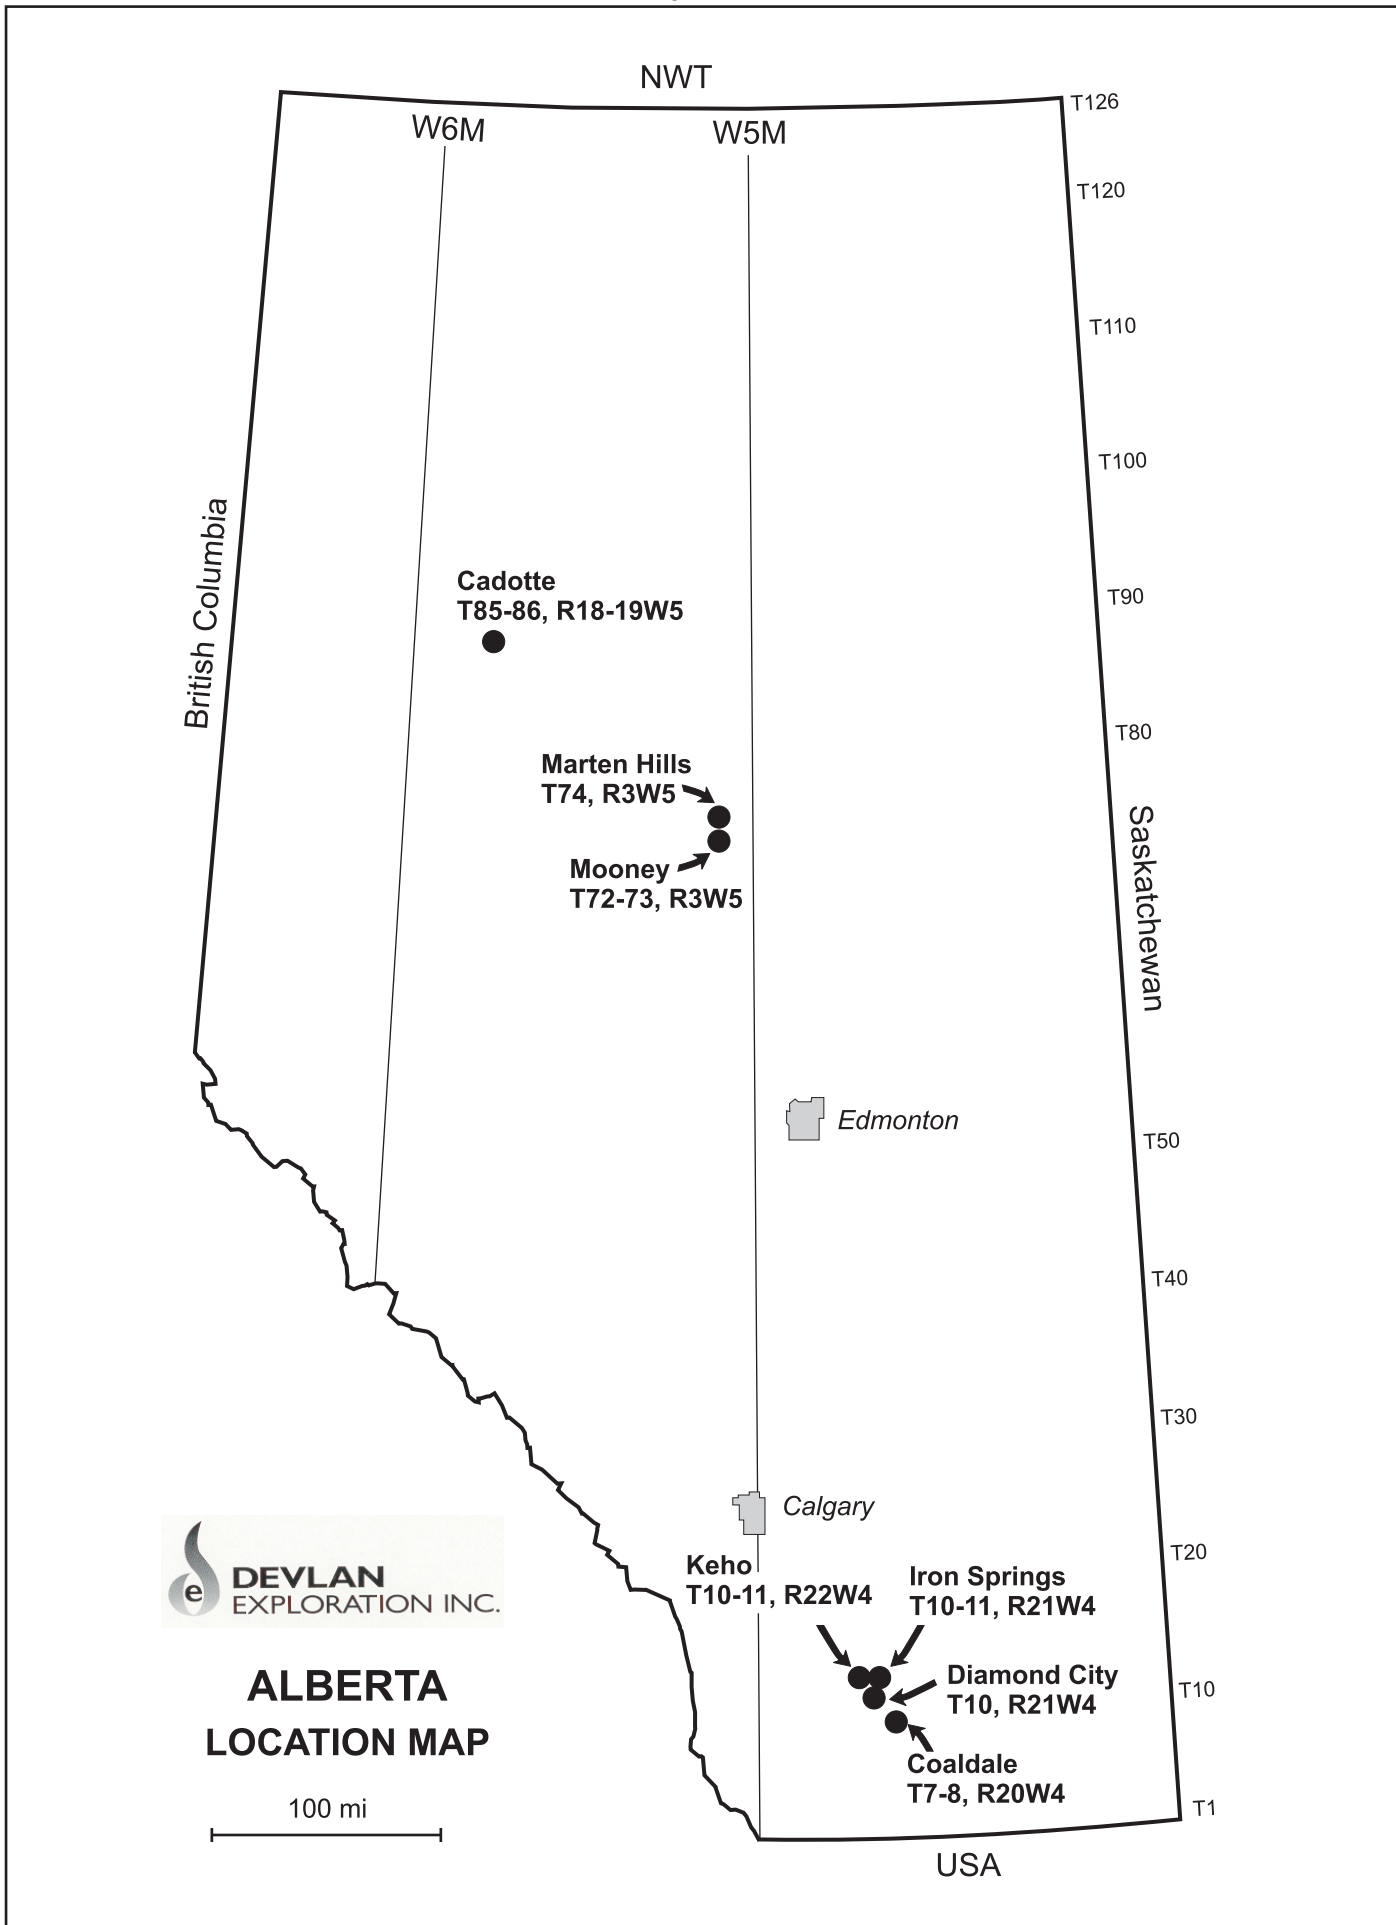 NWT
W6M
W5M
T126
T120
T110
T100
T90
T80
British Columbia
Cadotte
T85-86, R18-19W5
Marten Hills
T74, R3W5
Mooney
T72-73, R3W5
Saskatchewan
Edmonton
T50
T40
T30
Calgary
T20
Keho
T10-11, R22W4
Iron Springs
T10-11, R21W4
Diamond City
T10, R21W4
T10
Coaldale
T7-8, R20W4
T1
USA
e
DEVLAN
EXPLORATION INC.
ALBERTA
LOCATION MAP
100 mi